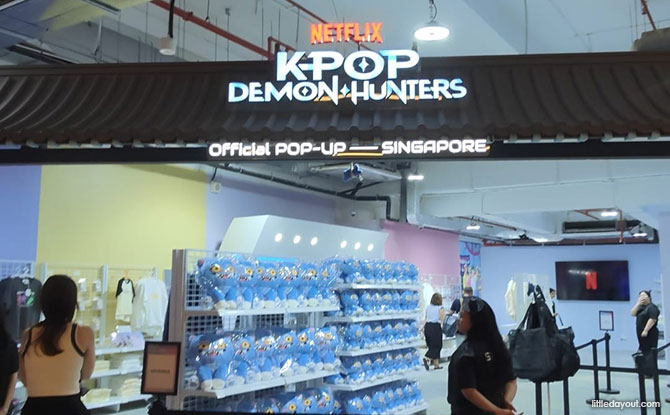 NETFLIX
KPOP
DEMON HUNTERS
Official POP-UP — SINGAPORE
N
littledayout.com